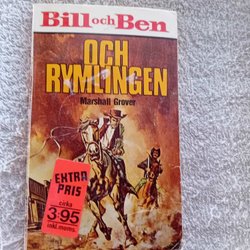 Bill och Ben
OCH
RYMLINGEN
Marshall Grover
EXTRA
PRIS
cirka
3:95
inkl. moms.